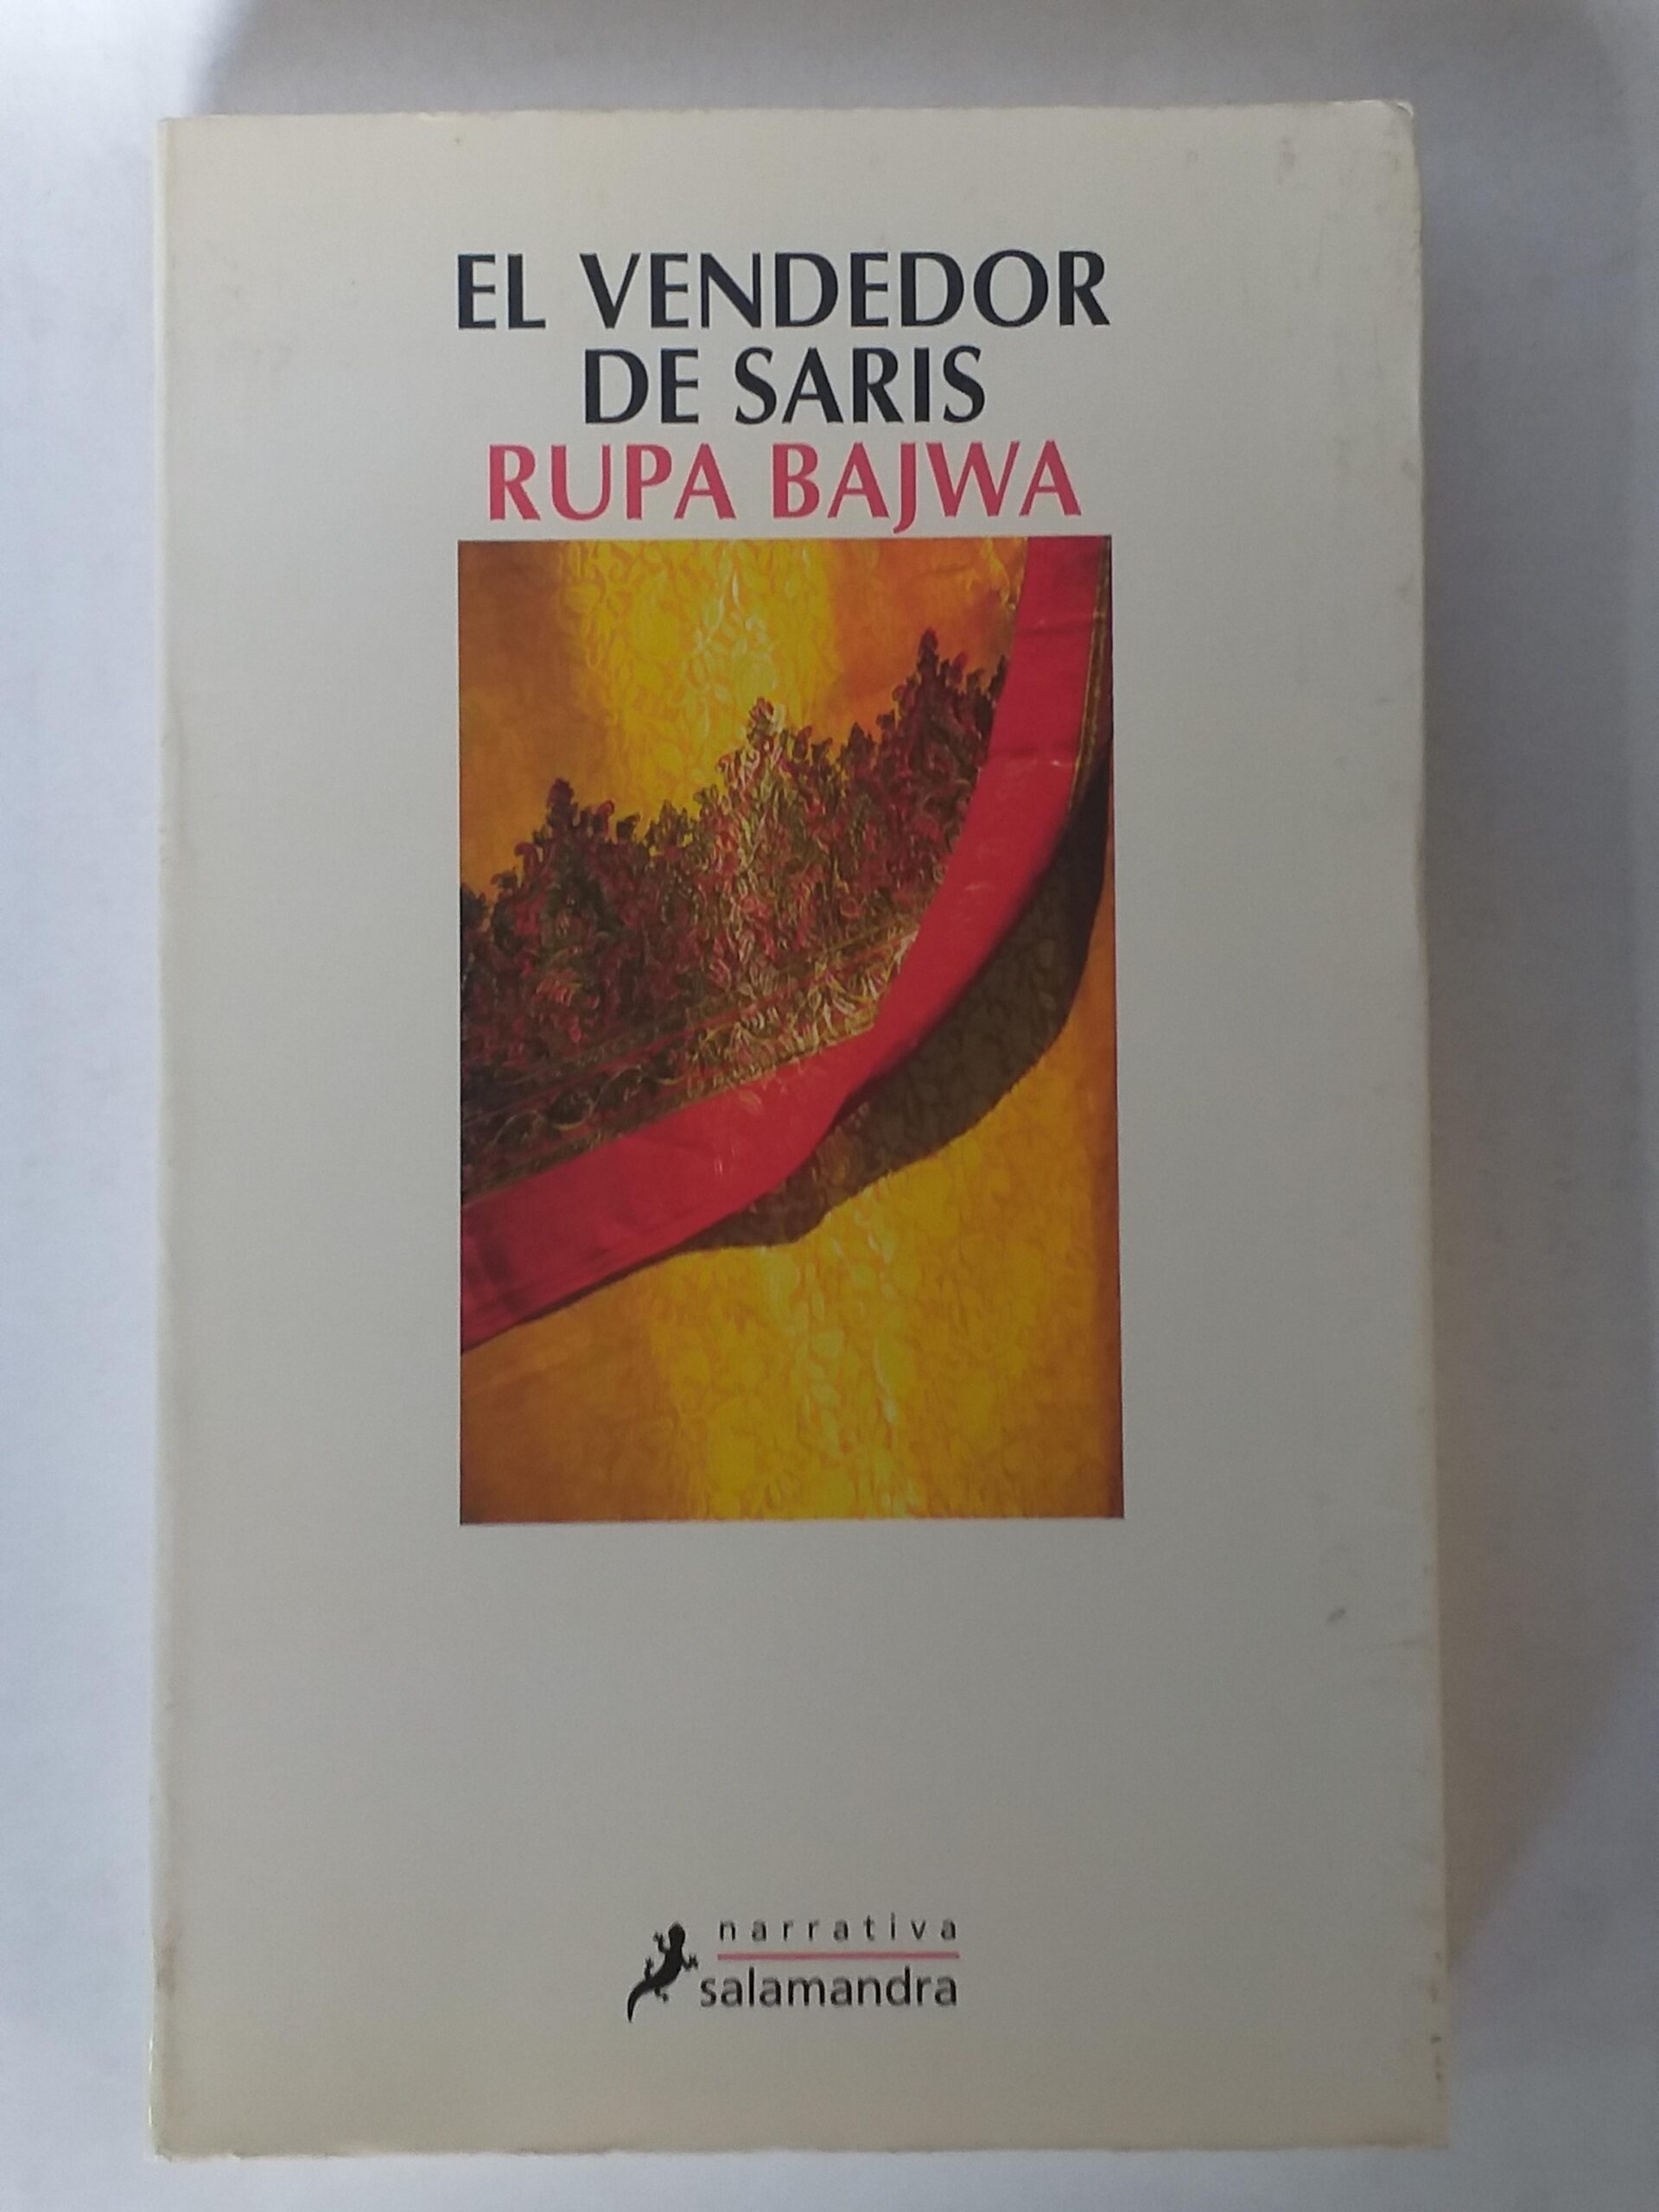 EL VENDEDOR
DE SARIS
RUPA BAJWA
narrativa
salamandra